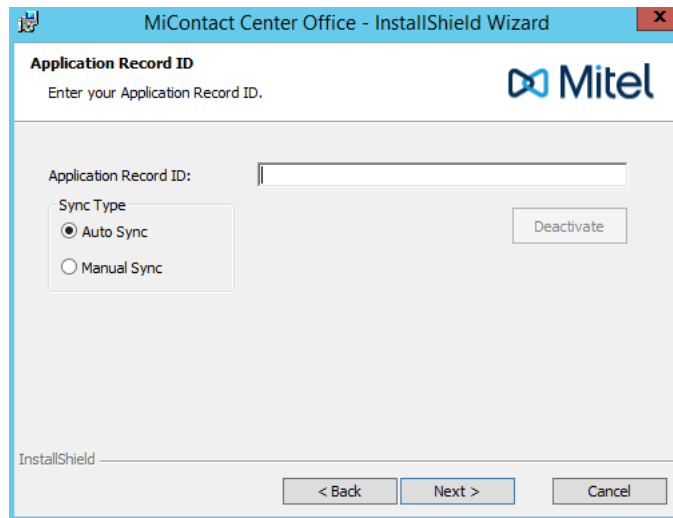 MiContact Center Office - InstallShield Wizard
x
Application Record ID
Enter your Application Record ID.
Mitel
Application Record ID:
Sync Type
Auto Sync
Manual Sync
Deactivate
InstallShield
< Back
Next >
Cancel